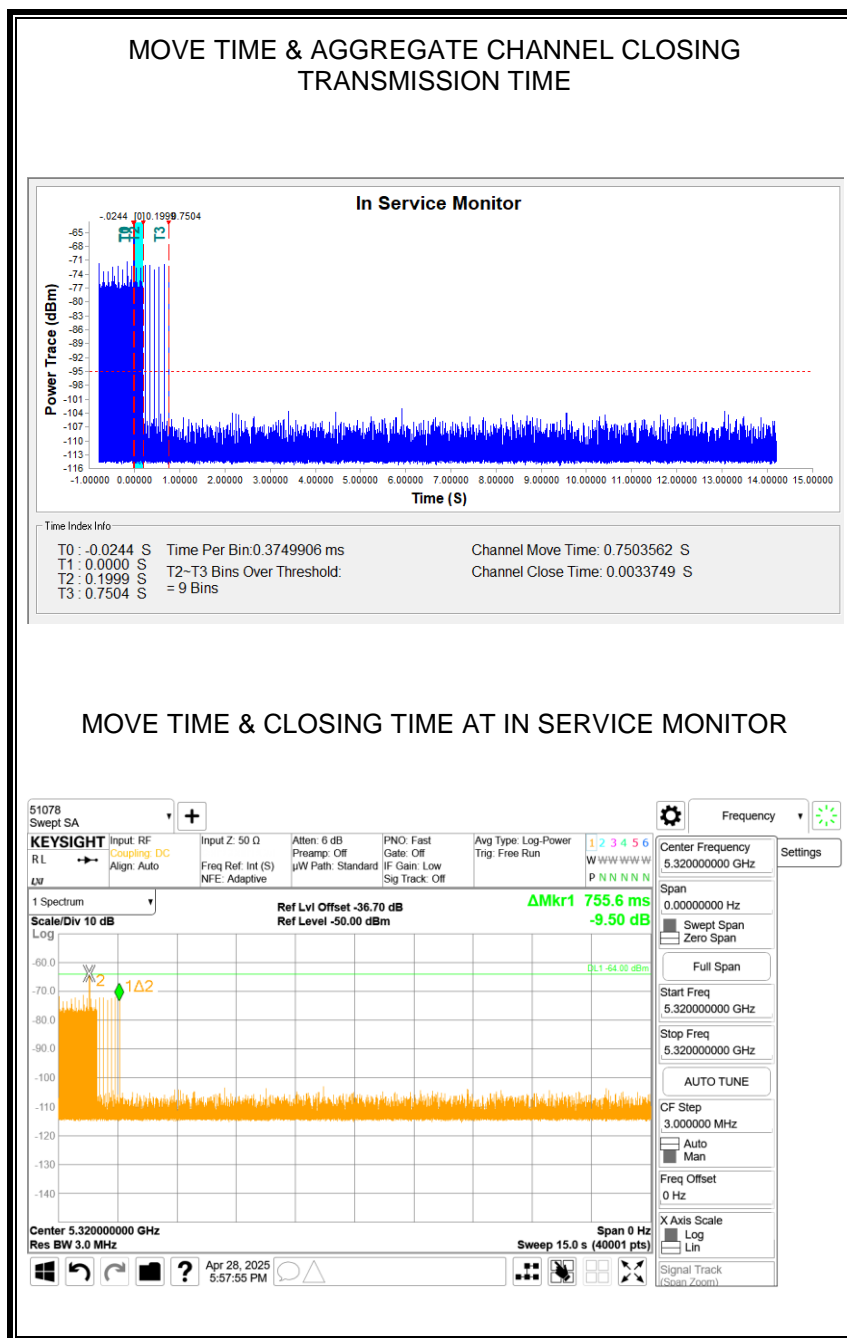 MOVE TIME & AGGREGATE CHANNEL CLOSING
TRANSMISSION TIME
In Service Monitor
-.0244 [0]0.1999 0.7504
T2
T3
Power Trace (dBm)
-65
-68
-71
-74
-77
-80
-83
-86
-89
-92
-95
-98
-101
-104
-107
-110
-113
-116
-1.00000 0.00000 1.00000 2.00000 3.00000 4.00000 5.00000 6.00000 7.00000 8.00000 9.00000 10.00000 11.00000 12.00000 13.00000 14.00000 15.00000
Time (S)
Time Index Info
T0 : -0.0244 S
T1 : 0.0000 S
T2 : 0.1999 S
T3 : 0.7504 S
Time Per Bin:0.3749906 ms
T2~T3 Bins Over Threshold:
= 9 Bins
Channel Move Time: 0.7503562 S
Channel Close Time: 0.0033749 S
MOVE TIME & CLOSING TIME AT IN SERVICE MONITOR
51078
Swept SA
Frequency
Settings
KEYSIGHT
R L
LXI
Input: RF
Coupling: DC
Align: Auto
Input Z: 50 Ω
Freq Ref: Int (S)
NFE: Adaptive
Atten: 6 dB
Preamp: Off
µW Path: Standard
PNO: Fast
Gate: Off
IF Gain: Low
Sig Track: Off
Avg Type: Log-Power
Trig: Free Run
1 2 3 4 5 6
W W W W W W
P N N N N N
1 Spectrum
Scale/Div 10 dB
Log
Ref Lvl Offset -36.70 dB
Ref Level -50.00 dBm
ΔMkr1 755.6 ms
-9.50 dB
DL1 -64.00 dBm
2
1Δ2
-60.0
-70.0
-80.0
-90.0
-100
-110
-120
-130
-140
Center 5.320000000 GHz
Res BW 3.0 MHz
Span 0 Hz
Sweep 15.0 s (40001 pts)
Center Frequency
5.320000000 GHz
Span
0.00000000 Hz
Swept Span
Zero Span
Full Span
Start Freq
5.320000000 GHz
Stop Freq
5.320000000 GHz
AUTO TUNE
CF Step
3.000000 MHz
Auto
Man
Freq Offset
0 Hz
X Axis Scale
Log
Lin
Signal Track
(Span Zoom)
?
Apr 28, 2025
5:57:55 PM